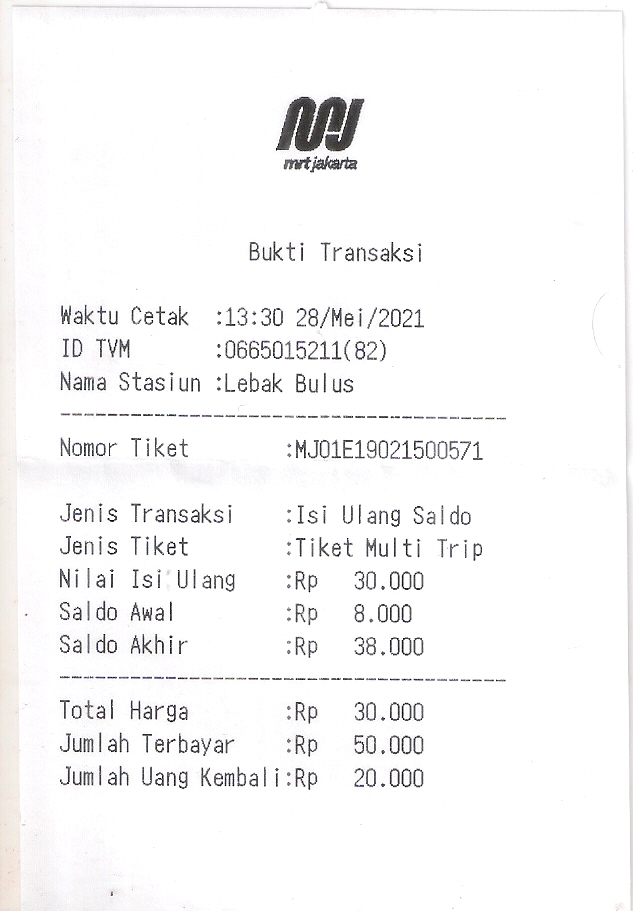 mrt jakarta
Bukti Transaksi
Waktu Cetak :13:30 28/Mei/2021
ID TVM :0665015211(82)
Nama Stasiun :Lebak Bulus
Nomor Tiket :MJ01E19021500571
Jenis Transaksi :Isi Ulang Saldo
Jenis Tiket :Tiket Multi Trip
Nilai Isi Ulang :Rp 30.000
Saldo Awal :Rp 8.000
Saldo Akhir :Rp 38.000
Total Harga :Rp 30.000
Jumlah Terbayar :Rp 50.000
Jumlah Uang Kembali:Rp 20.000